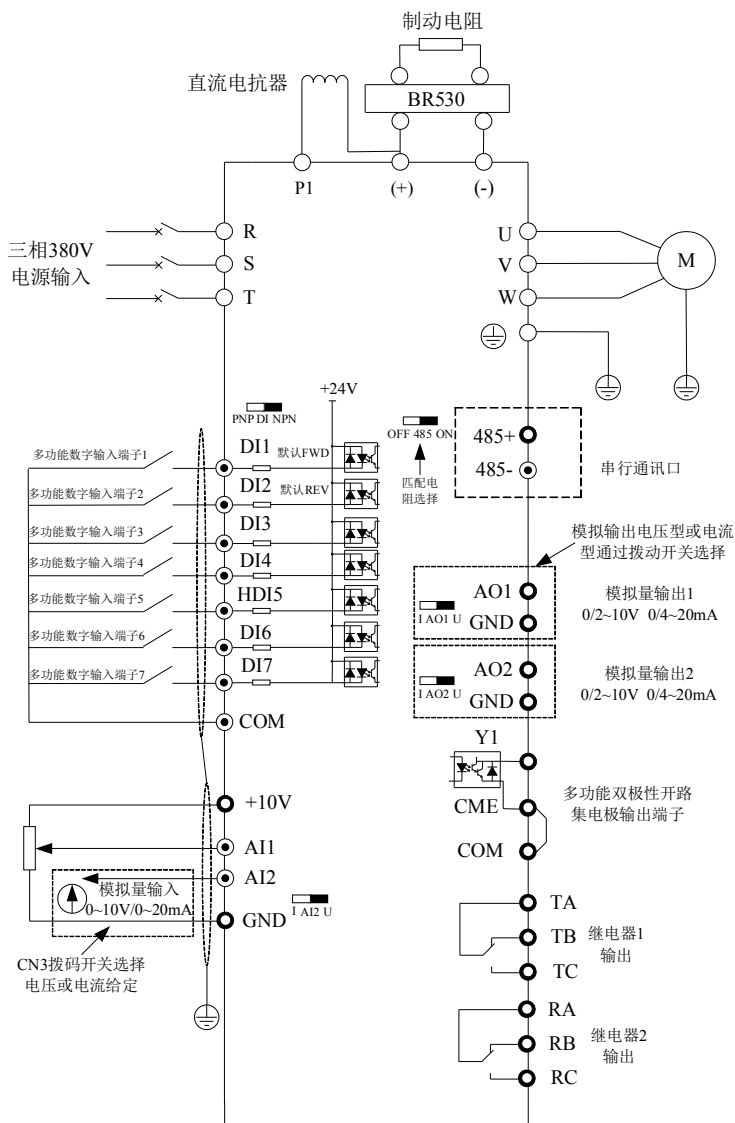 制动电阻
直流电抗器
BR530
P1
(+)
(-)
三相380V
电源输入
R
S
T
U
V
W
M
+24V
PNP DI NPN
多功能数字输入端子1
DI1
默认FWD
多功能数字输入端子2
DI2
默认REV
多功能数字输入端子3
DI3
多功能数字输入端子4
DI4
多功能数字输入端子5
HDI5
多功能数字输入端子6
DI6
多功能数字输入端子7
DI7
COM
OFF 485 ON
匹配电
阻选择
485+
485-
串行通讯口
模拟输出电压型或电流
型通过拨动开关选择
I AO1 U
AO1
GND
模拟量输出1
0/2~10V 0/4~20mA
I AO2 U
AO2
GND
模拟量输出2
0/2~10V 0/4~20mA
Y1
CME
COM
多功能双极性开路
集电极输出端子
+10V
AI1
AI2
GND
I AI2 U
模拟量输入
0~10V/0~20mA
CN3拨码开关选择
电压或电流给定
TA
TB
TC
继电器1
输出
RA
RB
RC
继电器2
输出